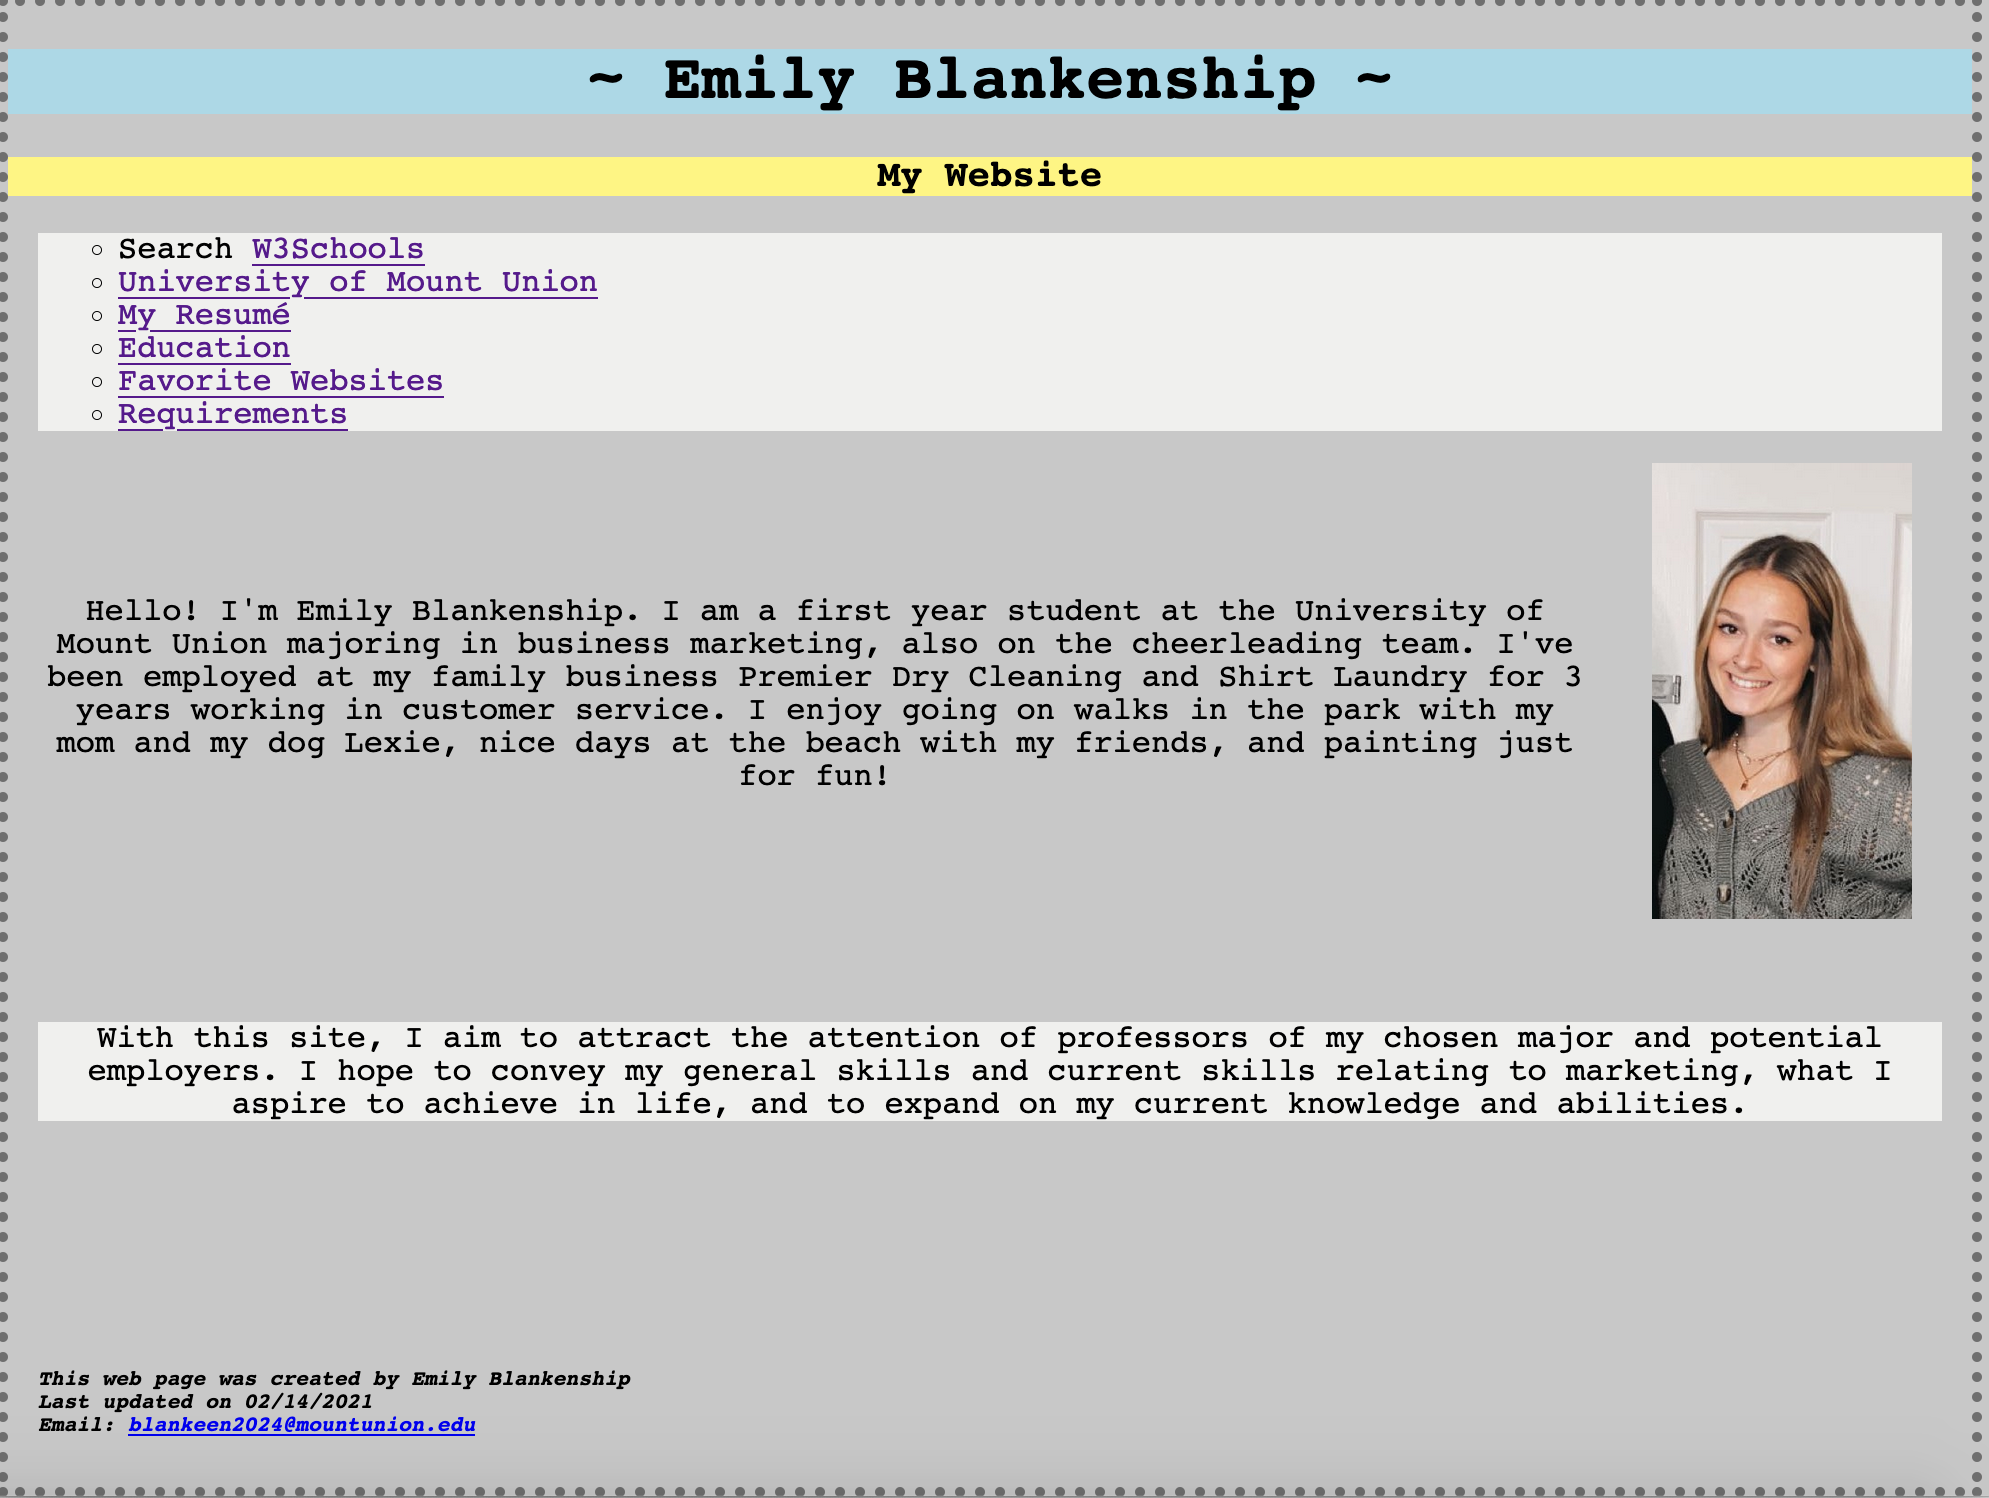 ~ Emily Blankenship ~
My Website
Search W3Schools
University of Mount Union
My Resumé
Education
Favorite Websites
Requirements
Hello! I'm Emily Blankenship. I am a first year student at the University of
Mount Union majoring in business marketing, also on the cheerleading team. I've
been employed at my family business Premier Dry Cleaning and Shirt Laundry for 3
years working in customer service. I enjoy going on walks in the park with my
mom and my dog Lexie, nice days at the beach with my friends, and painting just
for fun!
With this site, I aim to attract the attention of professors of my chosen major and potential
employers. I hope to convey my general skills and current skills relating to marketing, what I
aspire to achieve in life, and to expand on my current knowledge and abilities.
This web page was created by Emily Blankenship
Last updated on 02/14/2021
Email: blankeen2024@mountunion.edu